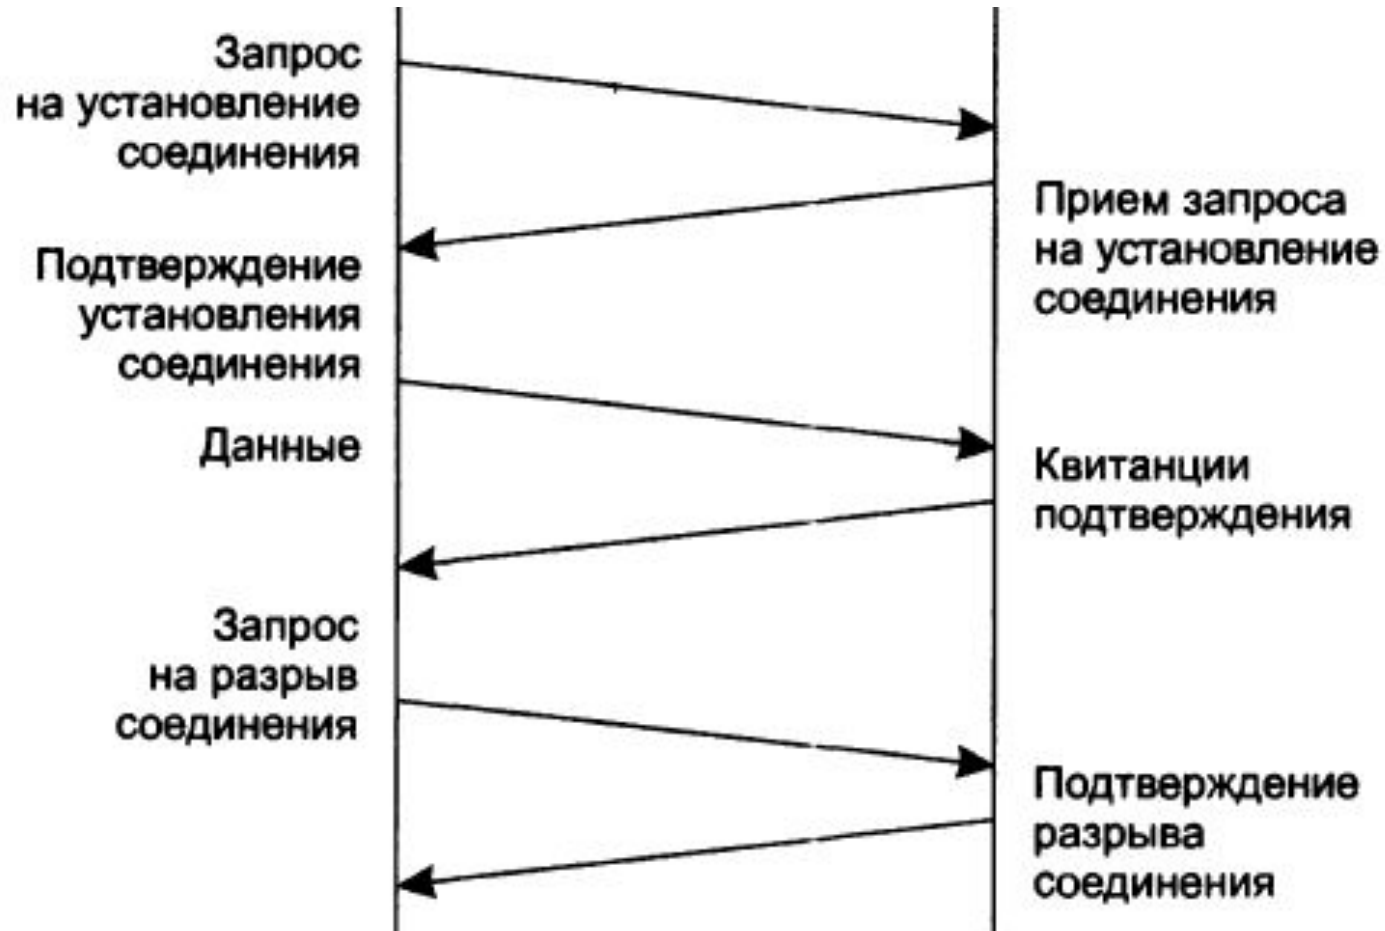 Запрос
на установление
соединения
Прием запроса
на установление
соединения
Подтверждение
установления
соединения
Данные
Квитанции
подтверждения
Запрос
на разрыв
соединения
Подтверждение
разрыва
соединения